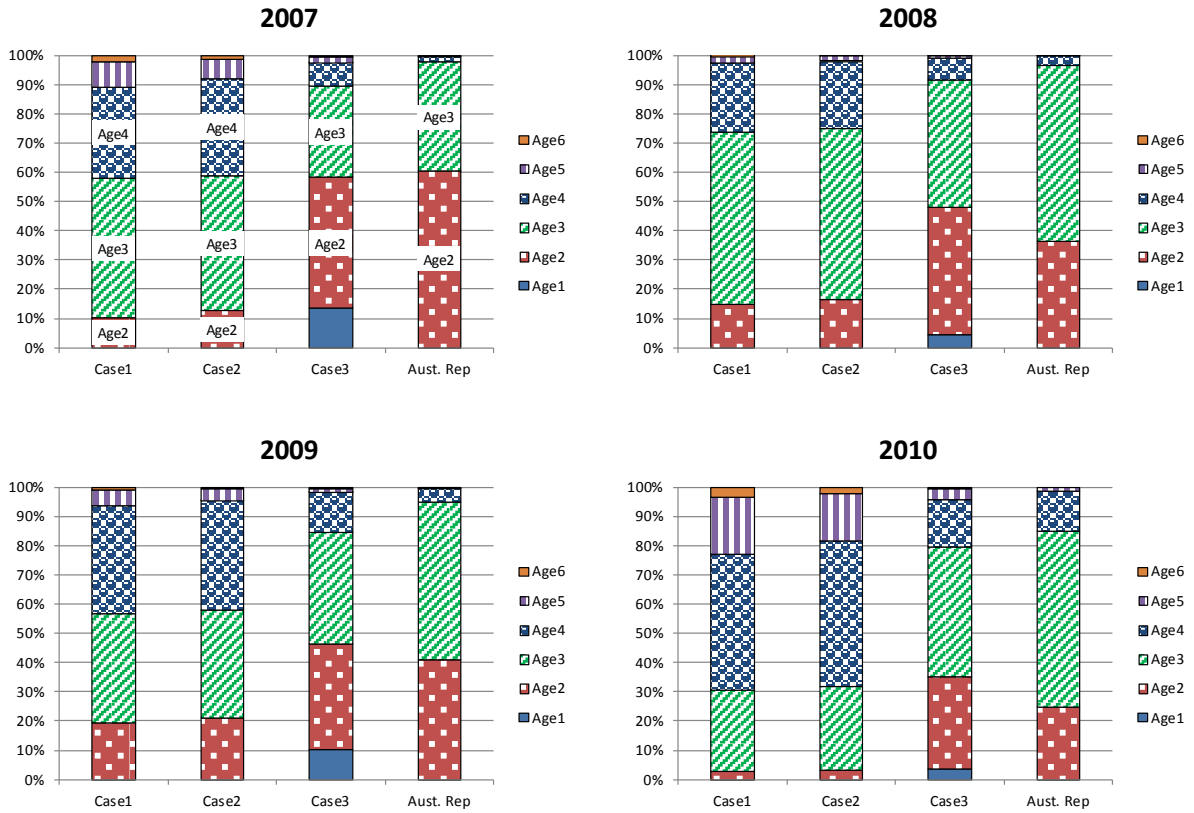 2007
100%
90%
80%
70%
60%
50%
40%
30%
20%
10%
0%
Age4
Age3
Age2
Age4
Age3
Age2
Age3
Age2
Age3
Age2
Case1 Case2 Case3 Aust. Rep
Age6
Age5
Age4
Age3
Age2
Age1
2008
100%
90%
80%
70%
60%
50%
40%
30%
20%
10%
0%
Case1 Case2 Case3 Aust. Rep
Age6
Age5
Age4
Age3
Age2
Age1
2009
100%
90%
80%
70%
60%
50%
40%
30%
20%
10%
0%
Case1 Case2 Case3 Aust. Rep
Age6
Age5
Age4
Age3
Age2
Age1
2010
100%
90%
80%
70%
60%
50%
40%
30%
20%
10%
0%
Case1 Case2 Case3 Aust. Rep
Age6
Age5
Age4
Age3
Age2
Age1